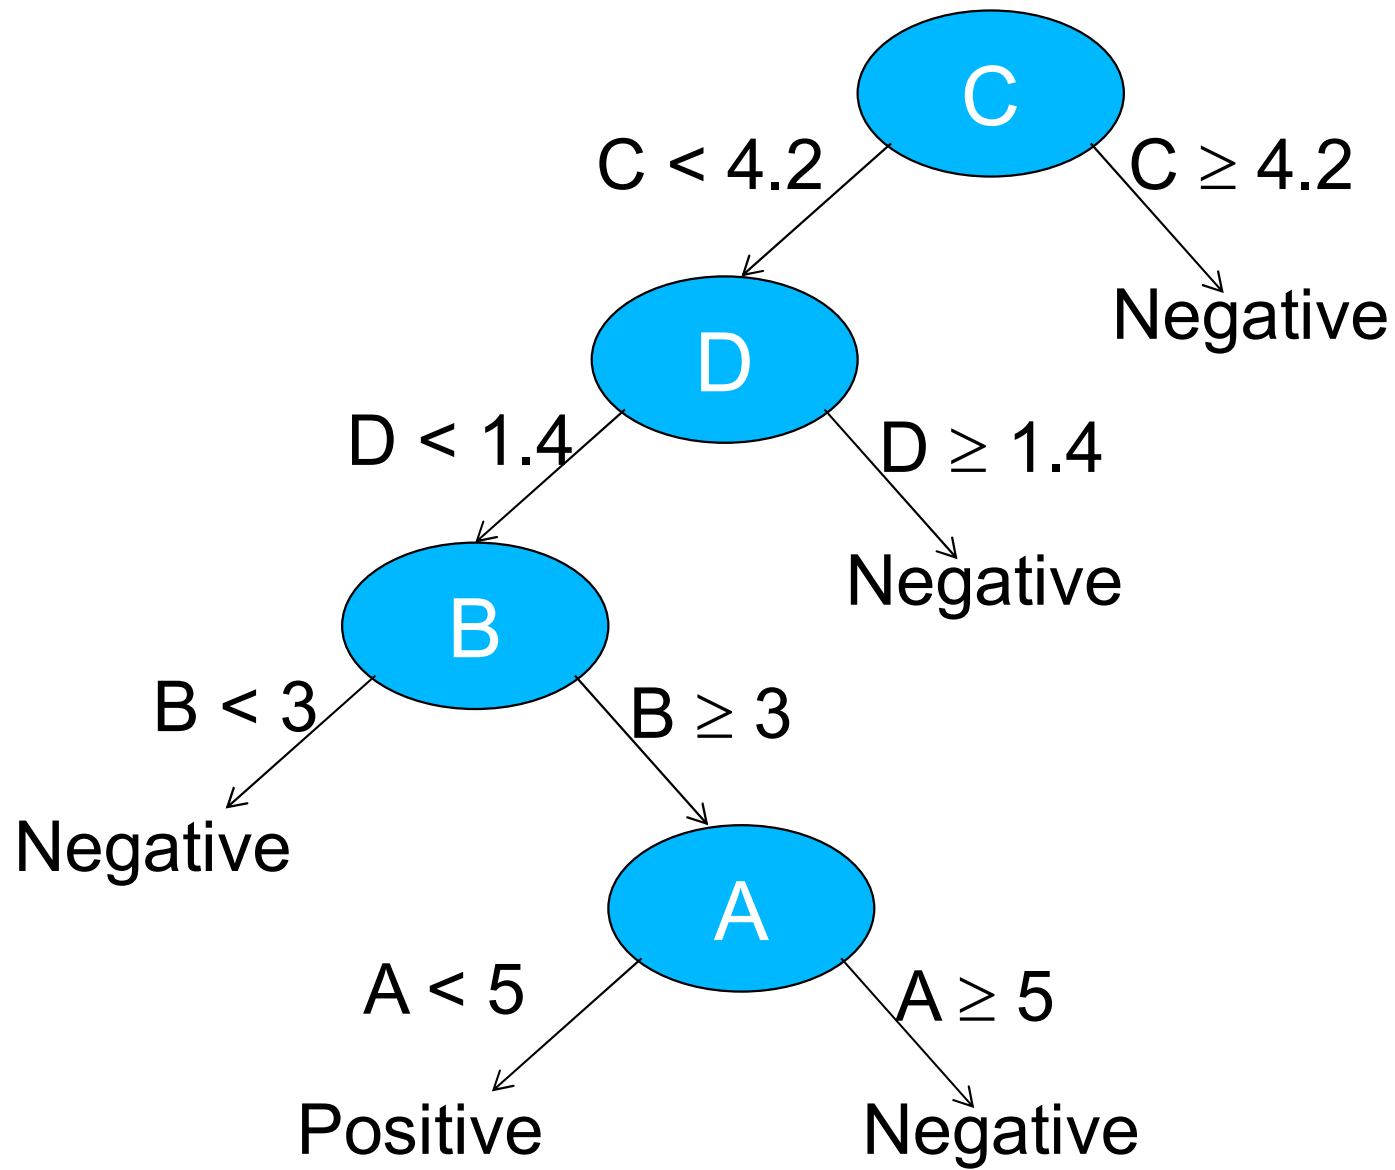 C
C < 4.2
C ≥ 4.2
Negative
D
D < 1.4
D ≥ 1.4
Negative
B
B < 3
B ≥ 3
Negative
A
A < 5
A ≥ 5
Positive
Negative